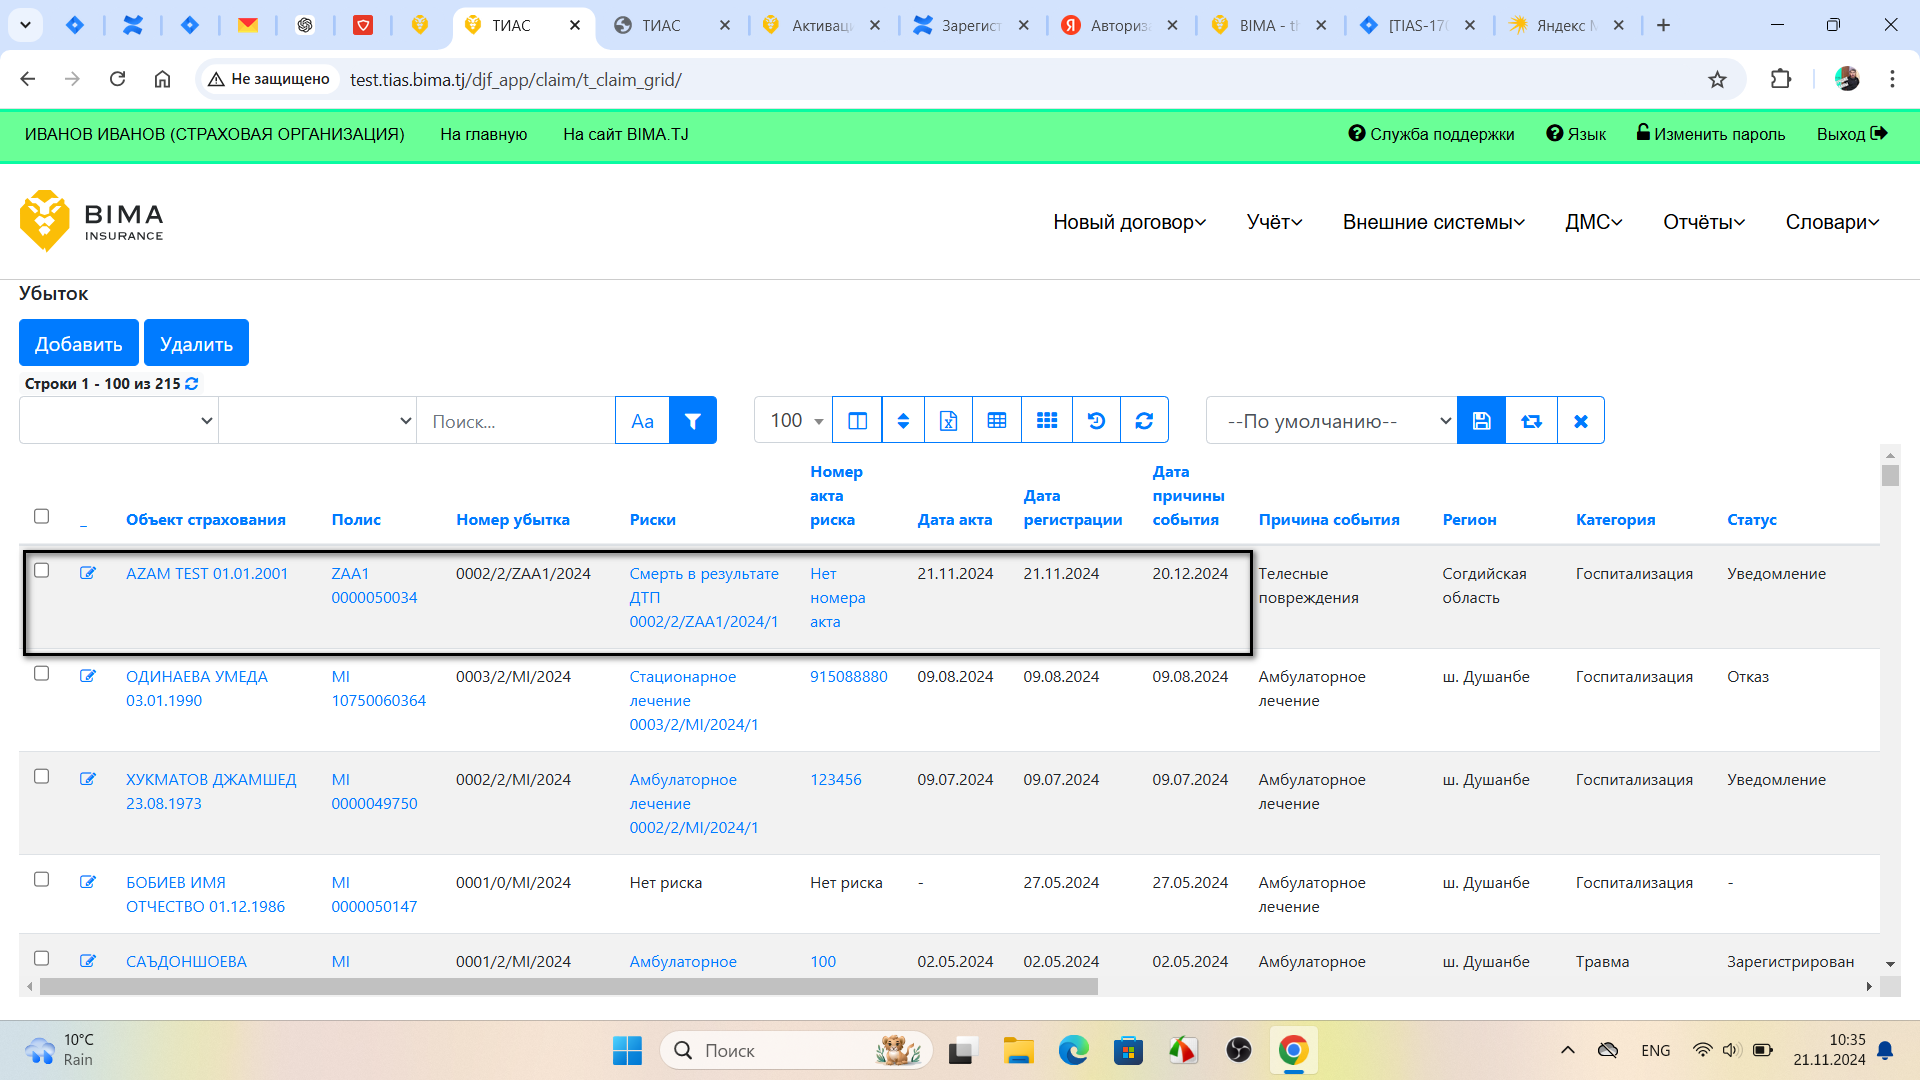 ТИАС
ТИАС
Активаци
Зарегист
Авториза
BIMA - th
[TIAS-170
Яндекс М
Не защищено
test.tias.bima.tj/djf_app/claim/t_claim_grid/
ИВАНОВ ИВАНОВ (СТРАХОВАЯ ОРГАНИЗАЦИЯ)
На главную
На сайт BIMA.TJ
Служба поддержки
Язык
Изменить пароль
Выход
BIMA
INSURANCE
Новый договор
Учёт
Внешние системы
ДМС
Отчёты
Словари
Убыток
Добавить
Удалить
Строки 1 - 100 из 215
Поиск...
Aa
100
--По умолчанию--
_
Объект страхования
Полис
Номер убытка
Риски
Номер
акта
риска
Дата акта
Дата
регистрации
Дата
причины
события
Причина события
Регион
Категория
Статус
AZAM TEST 01.01.2001
ZAA1
0000050034
0002/2/ZAA1/2024
Смерть в результате
ДТП
0002/2/ZAA1/2024/1
Нет
номера
акта
21.11.2024
21.11.2024
20.12.2024
Телесные
повреждения
Согдийская
область
Госпитализация
Уведомление
ОДИНАЕВА УМЕДА
03.01.1990
MI
10750060364
0003/2/MI/2024
Стационарное
лечение
0003/2/MI/2024/1
915088880
09.08.2024
09.08.2024
09.08.2024
Амбулаторное
лечение
ш. Душанбе
Госпитализация
Отказ
ХУКМАТОВ ДЖАМШЕД
23.08.1973
MI
0000049750
0002/2/MI/2024
Амбулаторное
лечение
0002/2/MI/2024/1
123456
09.07.2024
09.07.2024
09.07.2024
Амбулаторное
лечение
ш. Душанбе
Госпитализация
Уведомление
БОБИЕВ ИМЯ
ОТЧЕСТВО 01.12.1986
MI
0000050147
0001/0/MI/2024
Нет риска
Нет риска
-
27.05.2024
27.05.2024
Амбулаторное
лечение
ш. Душанбе
Госпитализация
-
САЪДОНШОЕВА
MI
0001/2/MI/2024
Амбулаторное
100
02.05.2024
02.05.2024
02.05.2024
Амбулаторное
ш. Душанбе
Травма
Зарегистрирован
10°C
Rain
Поиск
ENG
10:35
21.11.2024